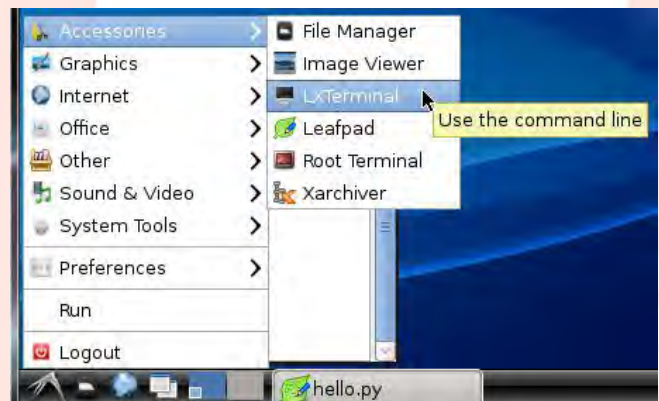 Accessories
Graphics
Internet
Office
Other
Sound & Video
System Tools
Preferences
Run
Logout
File Manager
Image Viewer
LXTerminal
Leafpad
Root Terminal
Xarchiver
Use the command line
hello.py